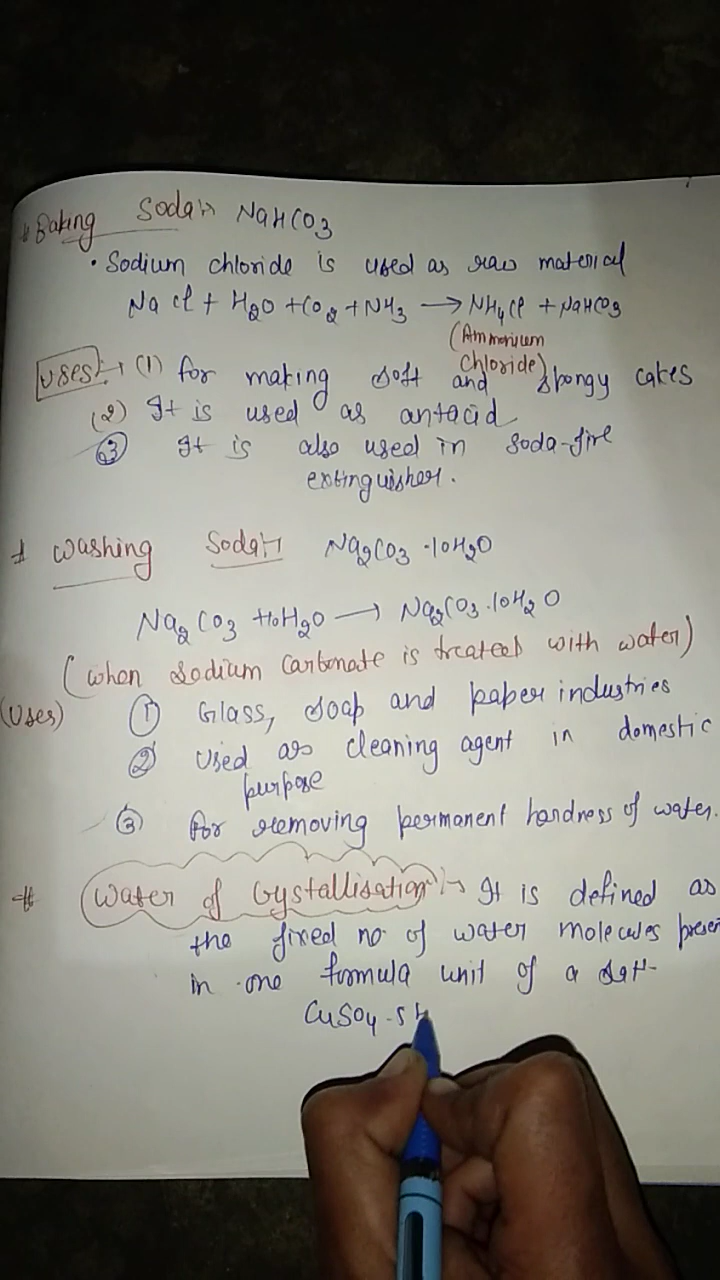 Baking Soda:- NaHCO3
• Sodium chloride is used as raw material
NaCl + H2O + CO2 + NH3 → NH4Cl + NaHCO3
(Ammonium
Chloride)
Uses:→ (1) for making soft and spongy cakes
(2) It is used as antacid
(3) It is also used in soda-fire
extinguisher.
# Washing Soda:- Na2CO3 .10H2O
Na2CO3 + 10H2O → Na2CO3.10H2O
(when sodium carbonate is treated with water)
(Uses) (1) Glass, soap and paper industries
(2) Used as cleaning agent in domestic
purpose
(3) for removing permanent hardness of water.
# Water of Crystallisation:→ It is defined as
the fixed no of water molecules presen
in one formula unit of a salt-
CuSO4.5H